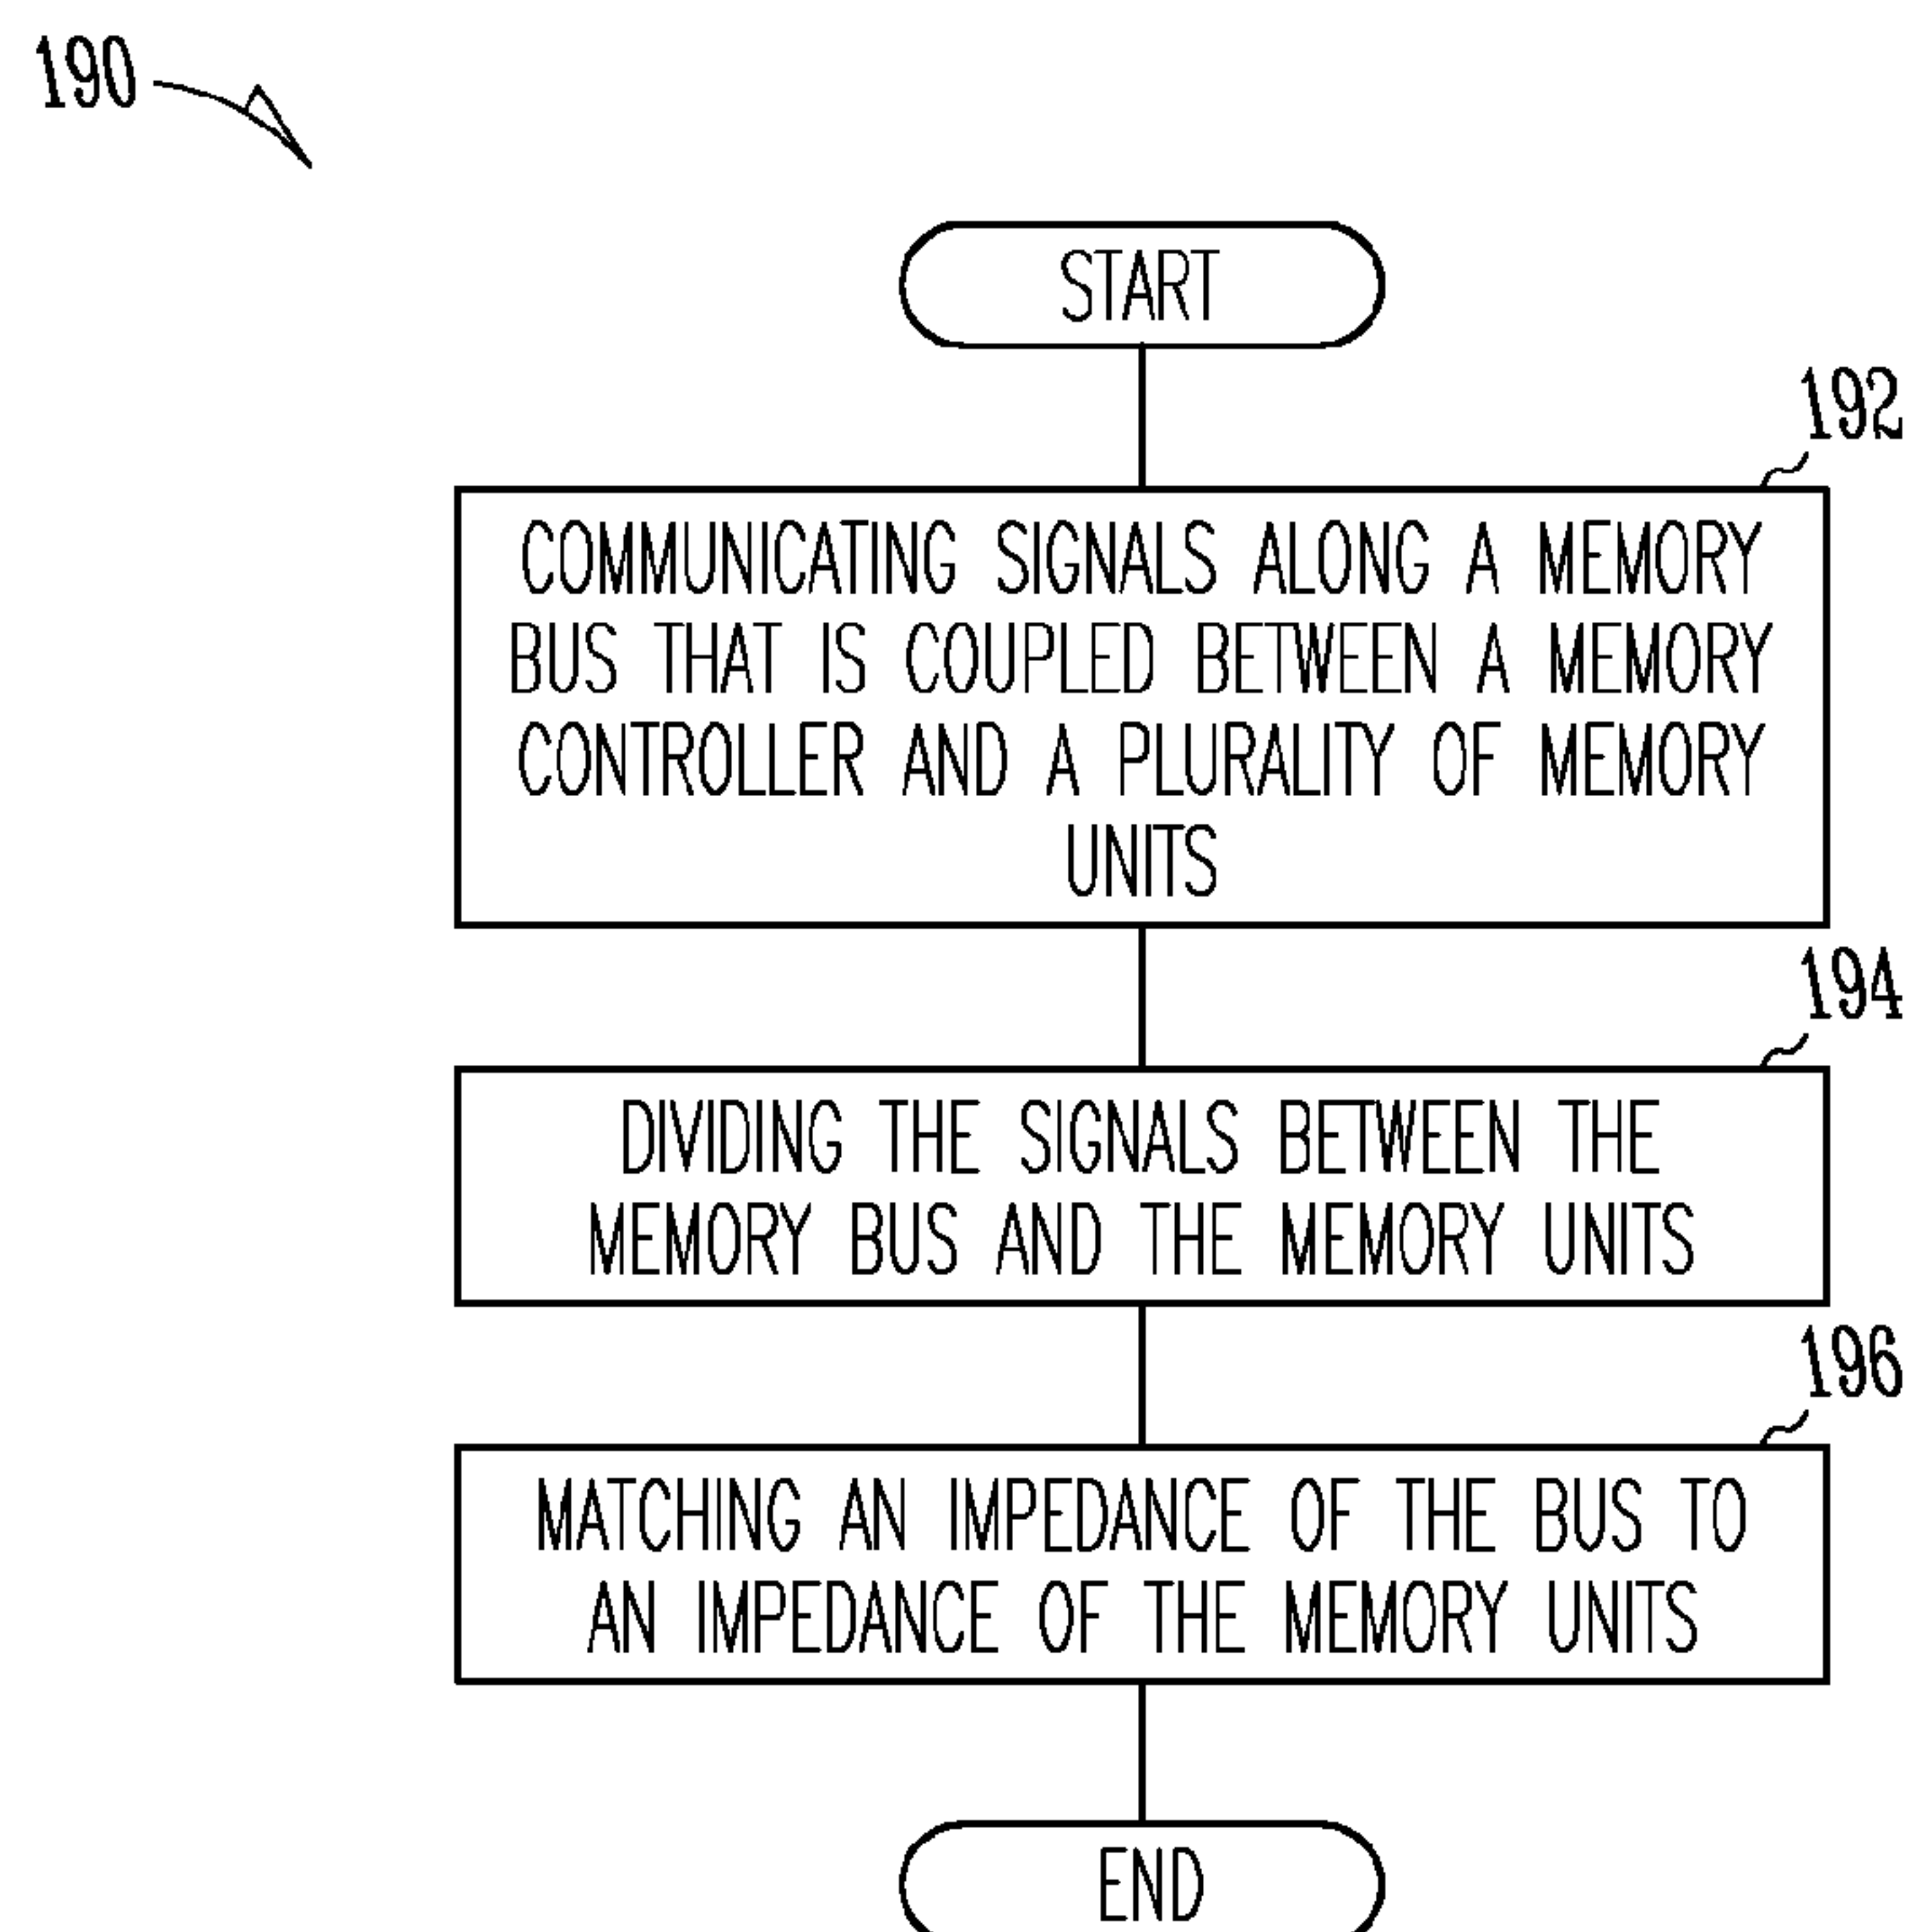 190
START
192
COMMUNICATING SIGNALS ALONG A MEMORY
BUS THAT IS COUPLED BETWEEN A MEMORY
CONTROLLER AND A PLURALITY OF MEMORY
UNITS
194
DIVIDING THE SIGNALS BETWEEN THE
MEMORY BUS AND THE MEMORY UNITS
196
MATCHING AN IMPEDANCE OF THE BUS TO
AN IMPEDANCE OF THE MEMORY UNITS
END